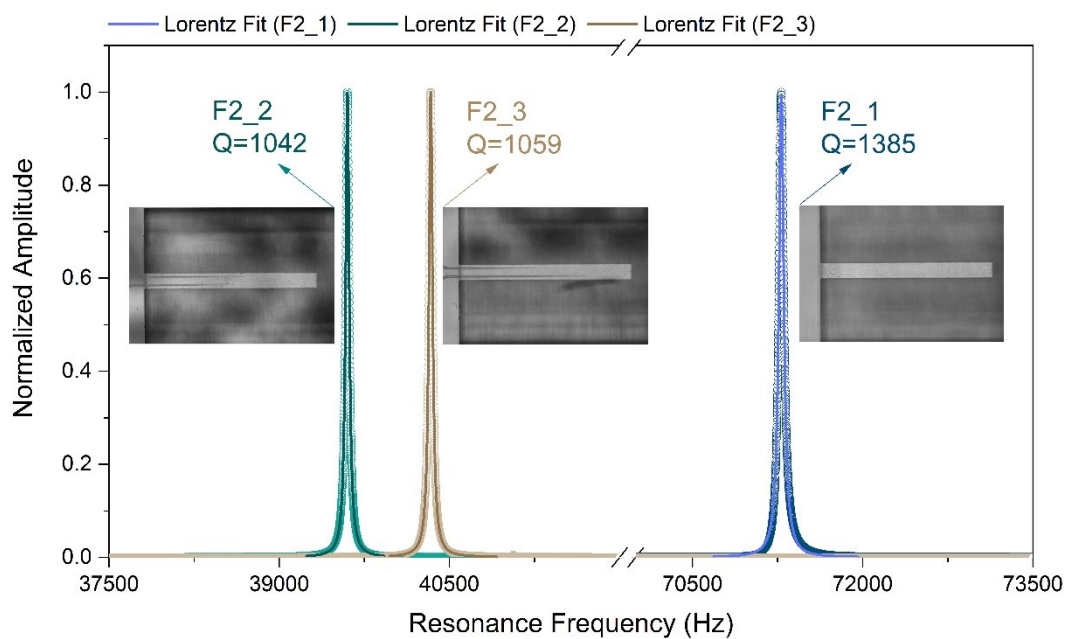 Lorentz Fit (F2_1) Lorentz Fit (F2_2) Lorentz Fit (F2_3)
F2_2
Q=1042
F2_3
Q=1059
F2_1
Q=1385
Normalized Amplitude
1.0
0.8
0.6
0.4
0.2
0.0
37500 39000 40500 70500 72000 73500
Resonance Frequency (Hz)